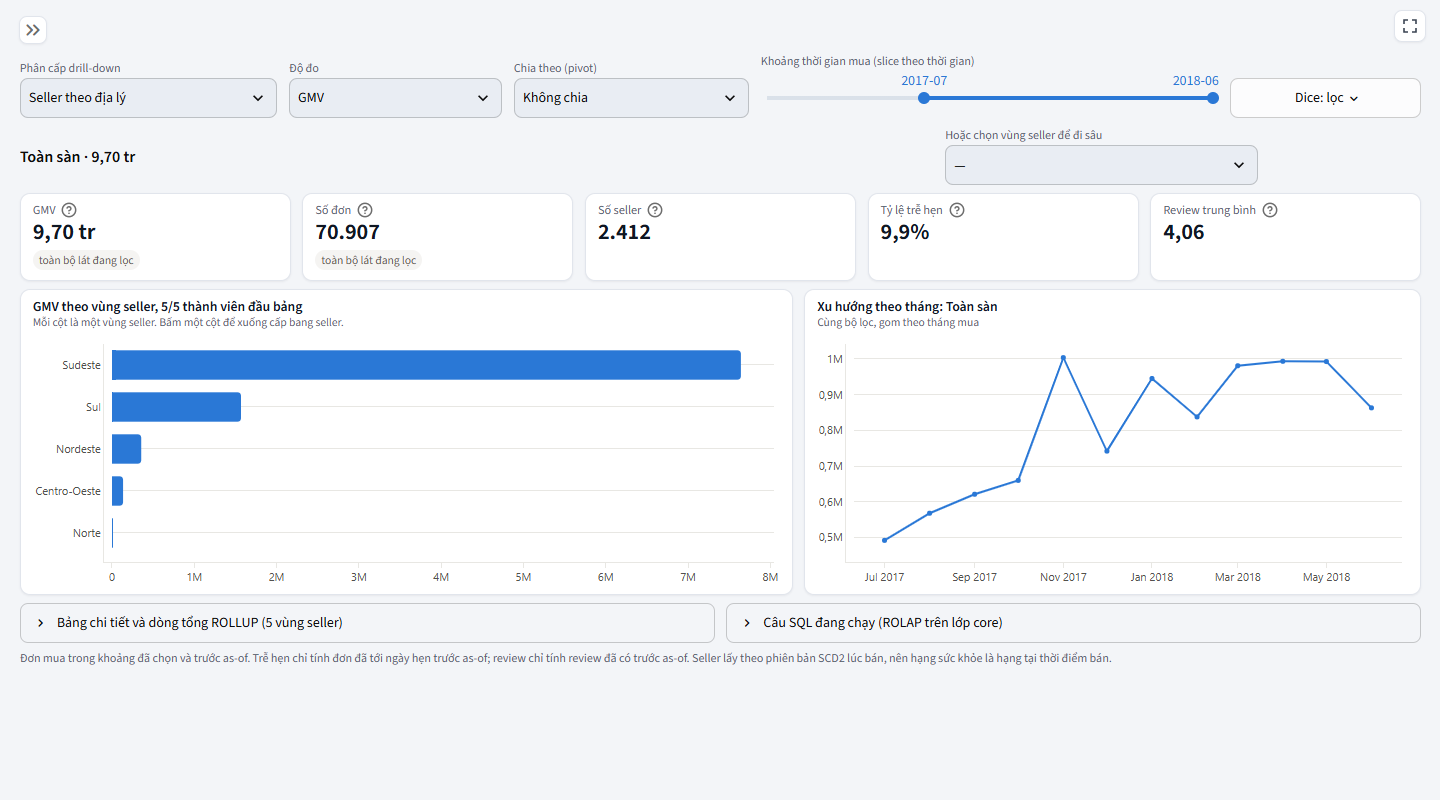 Phân cấp drill-down
Độ đo
Chia theo (pivot)
Khoảng thời gian mua (slice theo thời gian)
2017-07
2018-06
Seller theo địa lý
GMV
Không chia
Dice: lọc
Hoặc chọn vùng seller để đi sâu
Toàn sàn · 9,70 tr
—
GMV
9,70 tr
toàn bộ lát đang lọc
Số đơn
70.907
toàn bộ lát đang lọc
Số seller
2.412
Tỷ lệ trễ hẹn
9,9%
Review trung bình
4,06
GMV theo vùng seller, 5/5 thành viên đầu bảng
Mỗi cột là một vùng seller. Bấm một cột để xuống cấp bang seller.
Sudeste
Sul
Nordeste
Centro-Oeste
Norte
0
1M
2M
3M
4M
5M
6M
7M
8M
Xu hướng theo tháng: Toàn sàn
Cùng bộ lọc, gom theo tháng mua
1M
0,9M
0,8M
0,7M
0,6M
0,5M
Jul 2017
Sep 2017
Nov 2017
Jan 2018
Mar 2018
May 2018
Bảng chi tiết và dòng tổng ROLLUP (5 vùng seller)
Câu SQL đang chạy (ROLAP trên lớp core)
Đơn mua trong khoảng đã chọn và trước as-of. Trễ hẹn chỉ tính đơn đã tới ngày hẹn trước as-of; review chỉ tính review đã có trước as-of. Seller lấy theo phiên bản SCD2 lúc bán, nên hạng sức khỏe là hạng tại thời điểm bán.